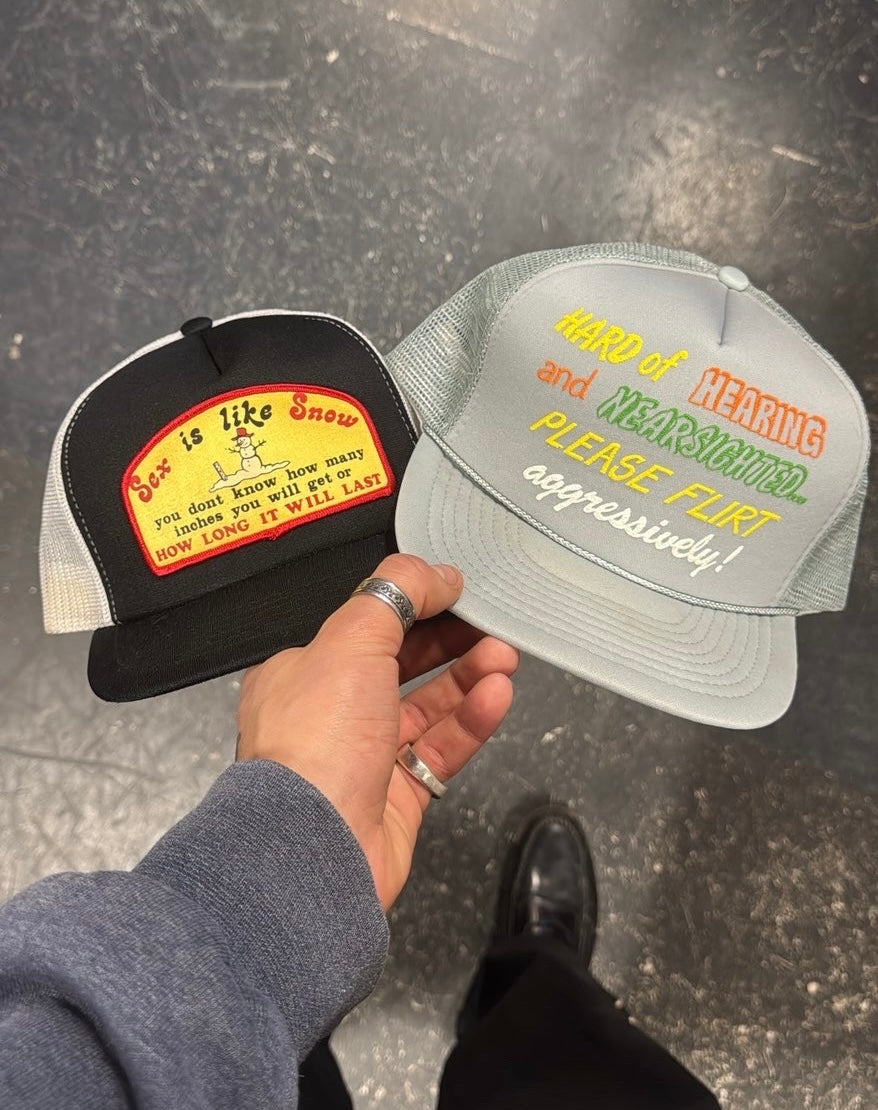 Sex is like Snow
you dont know how many
inches you will get or
HOW LONG IT WILL LAST
HARD of HEARING
and NEARSIGHTED...
PLEASE FLIRT
aggressively!